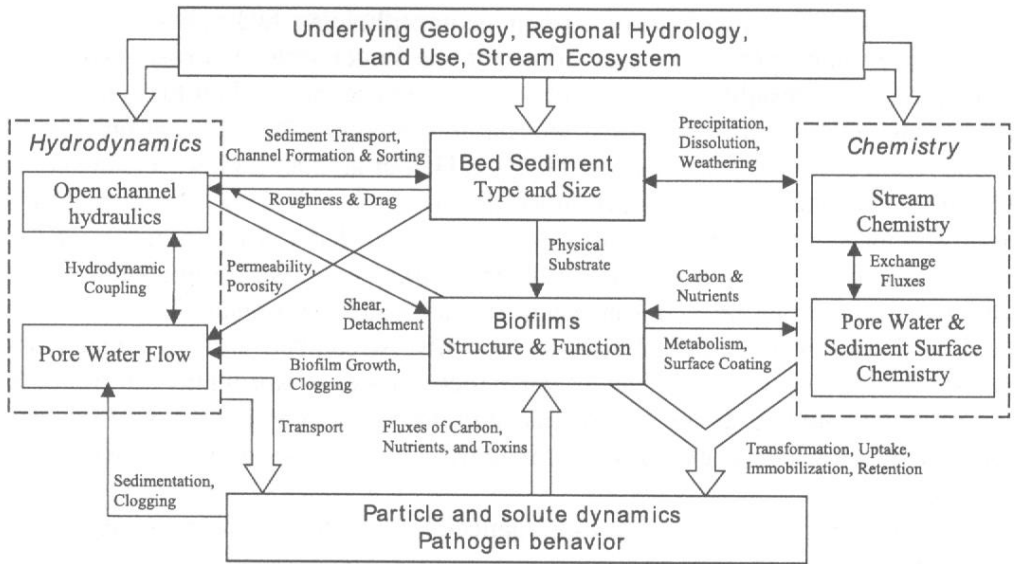 Underlying Geology, Regional Hydrology,
Land Use, Stream Ecosystem
Hydrodynamics
Sediment Transport,
Channel Formation & Sorting
Bed Sediment
Type and Size
Precipitation,
Dissolution,
Weathering
Chemistry
Open channel
hydraulics
Roughness & Drag
Stream
Chemistry
Hydrodynamic
Coupling
Permeability,
Porosity
Physical
Substrate
Carbon &
Nutrients
Exchange
Fluxes
Shear,
Detachment
Biofilms
Structure & Function
Pore Water Flow
Biofilm Growth,
Clogging
Metabolism,
Surface Coating
Pore Water &
Sediment Surface
Chemistry
Transport
Fluxes of Carbon,
Nutrients, and Toxins
Transformation, Uptake,
Immobilization, Retention
Sedimentation,
Clogging
Particle and solute dynamics
Pathogen behavior